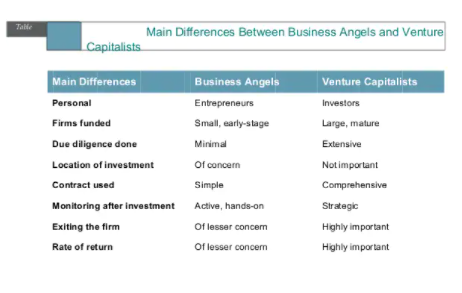 Table
Main Differences Between Business Angels and Venture
Capitalists
Main Differences Business Angels Venture Capitalists
Personal Entrepreneurs Investors
Firms funded Small, early-stage Large, mature
Due diligence done Minimal Extensive
Location of investment Of concern Not important
Contract used Simple Comprehensive
Monitoring after investment Active, hands-on Strategic
Exiting the firm Of lesser concern Highly important
Rate of return Of lesser concern Highly important